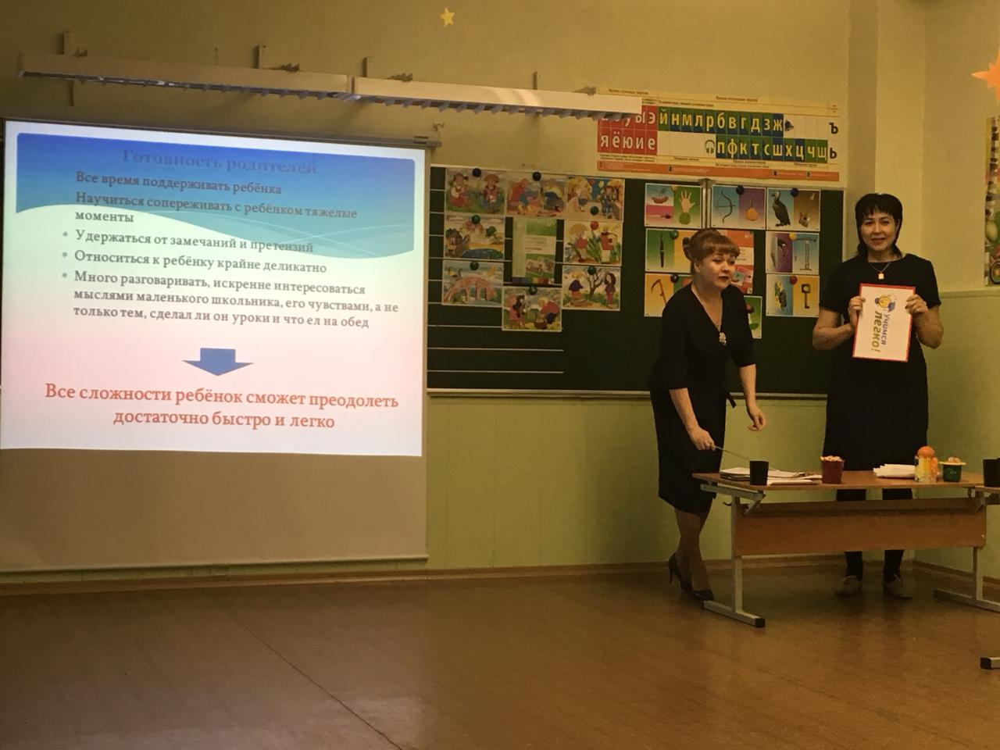 Готовность родителей
Все время поддерживать ребёнка
Научиться сопереживать с ребёнком тяжелые
моменты
* Удержаться от замечаний и претензий
* Относиться к ребёнку крайне деликатно
* Много разговаривать, искренне интересоваться
мыслями маленького школьника, его чувствами, а не
только тем, сделал ли он уроки и что ел на обед
Все сложности ребёнок сможет преодолеть
достаточно быстро и легко
у ы э й н м л р б в г д з ж ъ
я ё ю и е п ф к т с ш х ц ч щ ь
Учимся
легко!